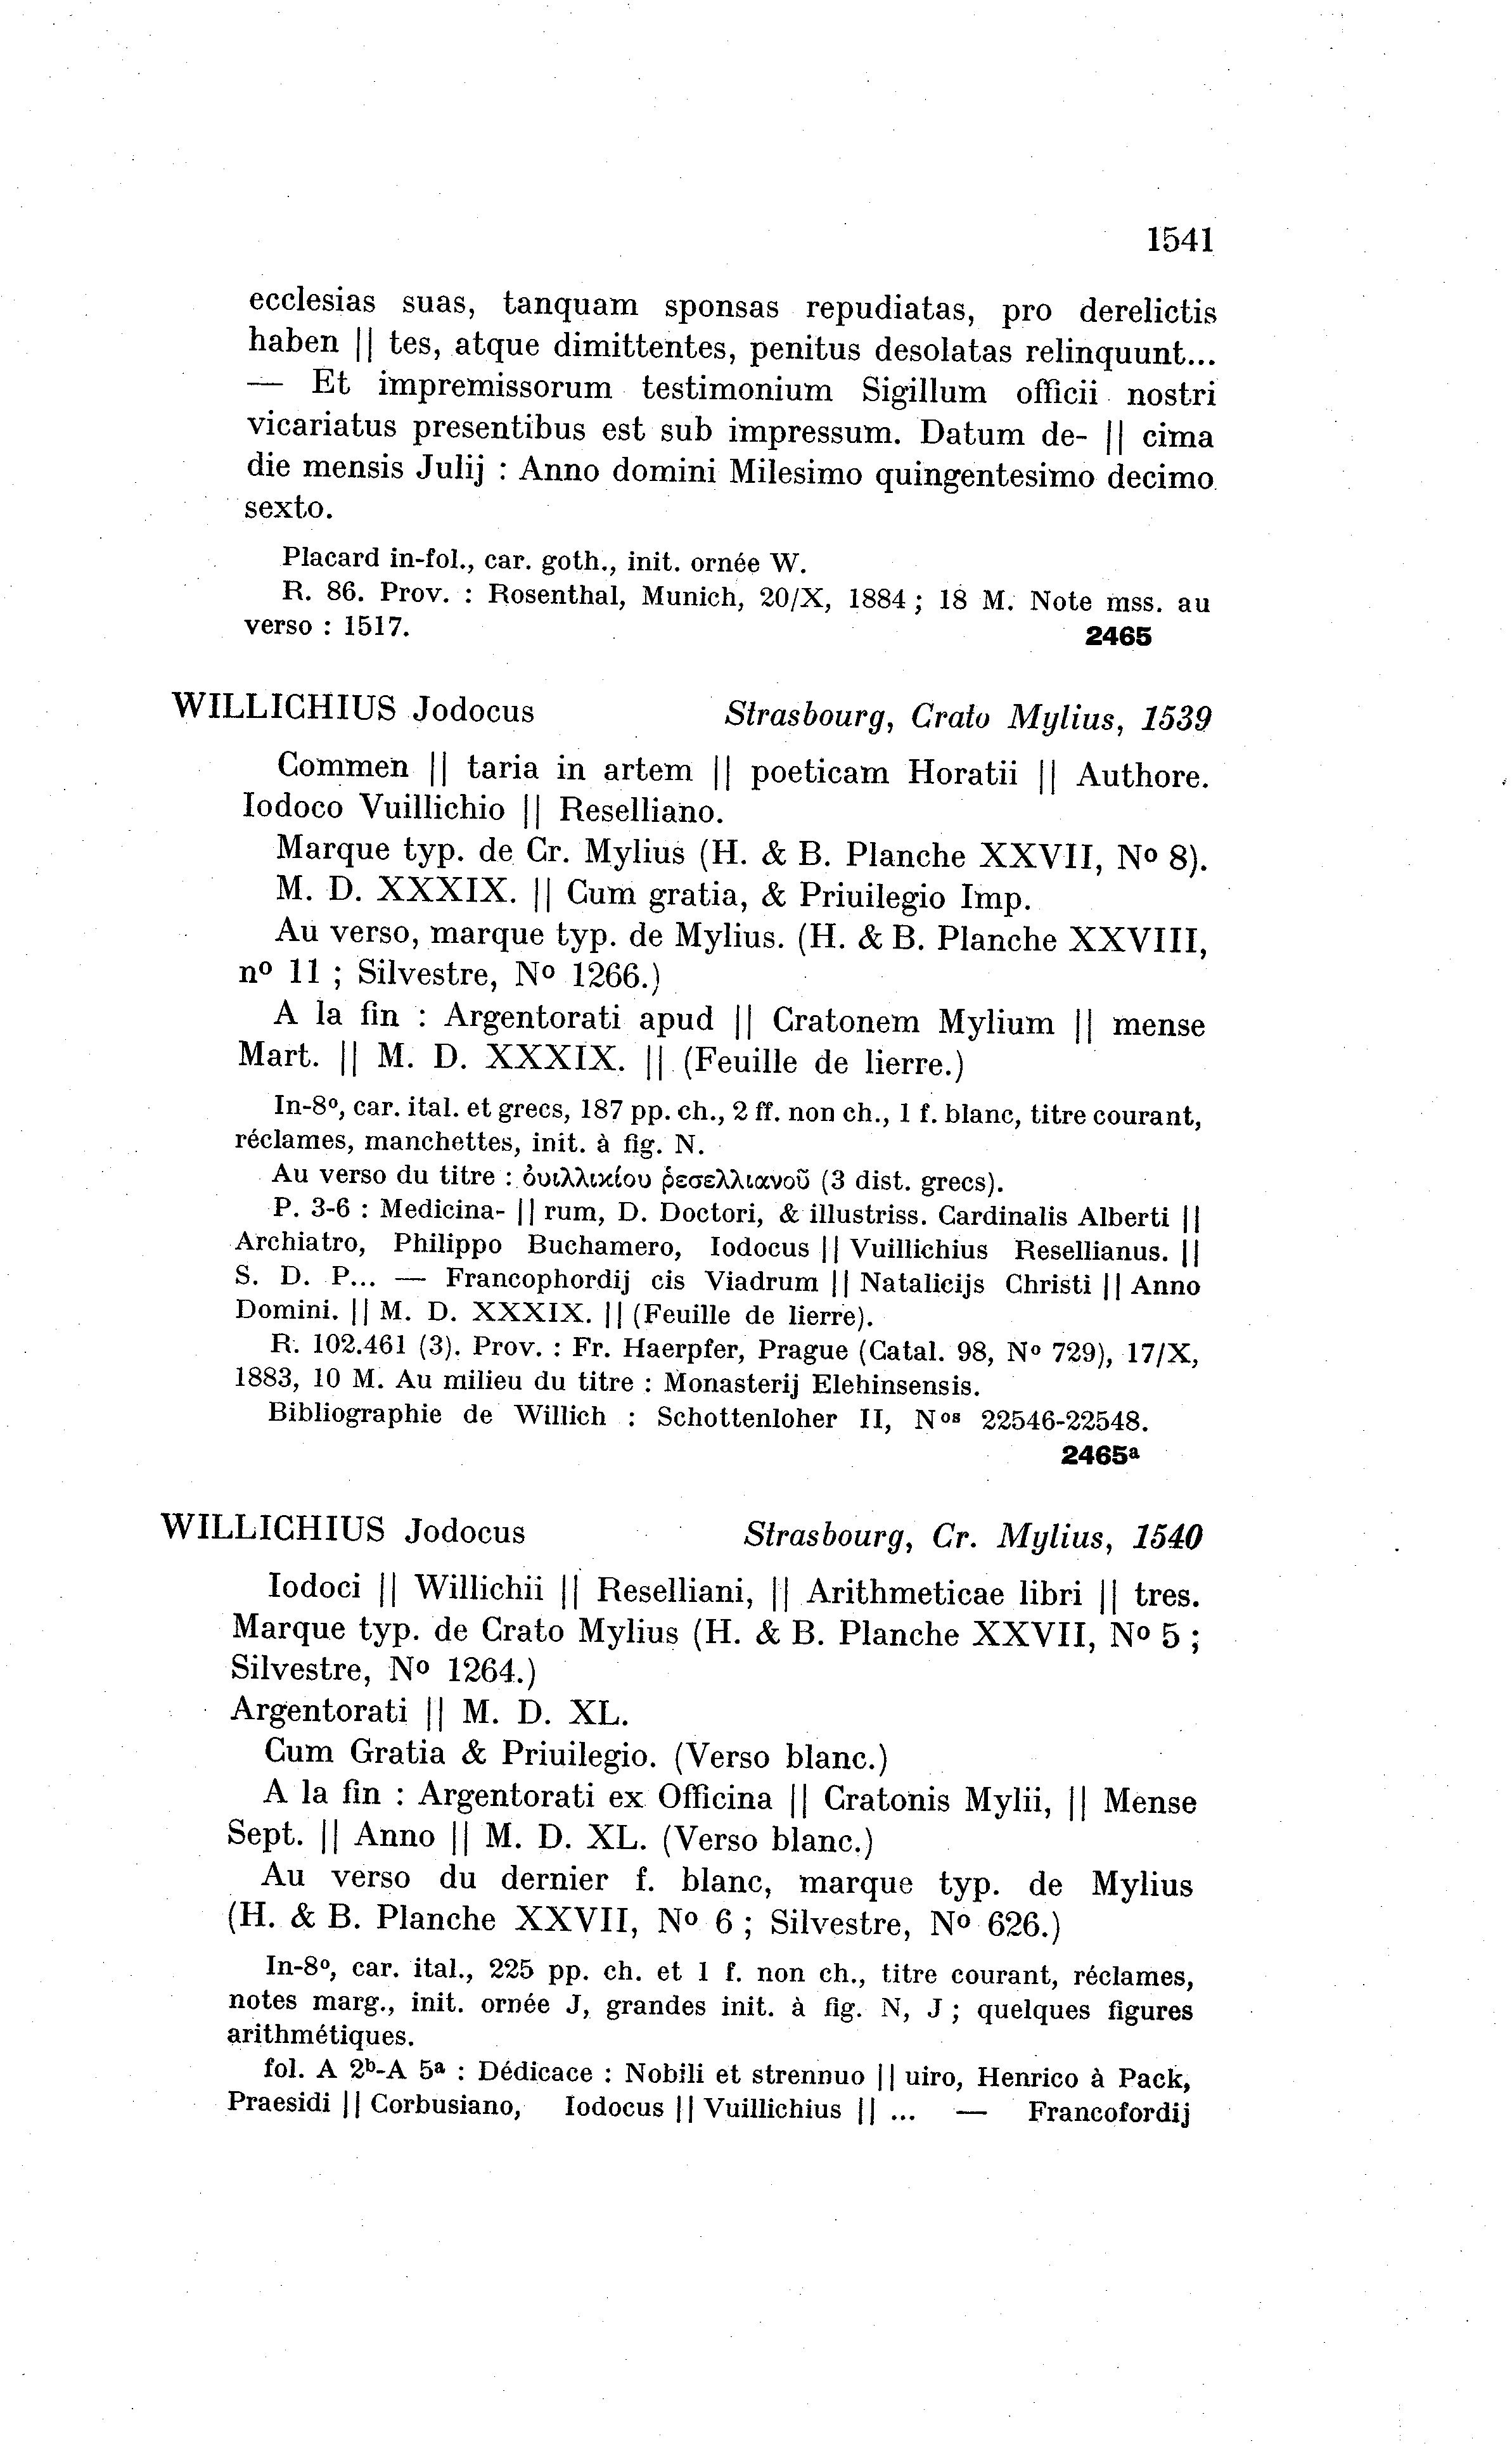 1541
ecclesias suas, tanquam sponsas repudiatas, pro derelictis
haben || tes, atque dimittentes, penitus desolatas relinquunt...
— Et impremissorum testimonium Sigillum officii nostri
vicariatus presentibus est sub impressum. Datum de- || cima
die mensis Julij : Anno domini Milesimo quingentesimo decimo
sexto.
Placard in-fol., car. goth., init. ornée W.
R. 86. Prov. : Rosenthal, Munich, 20/X, 1884 ; 18 M. Note mss. au
verso : 1517.
2465
WILLICHIUS Jodocus Strasbourg, Crato Mylius, 1539
Commen || taria in artem || poeticam Horatii || Authore.
Iodoco Vuillichio || Reselliano.
Marque typ. de Cr. Mylius (H. & B. Planche XXVII, Nº 8).
M. D. XXXIX. || Cum gratia, & Priuilegio Imp.
Au verso, marque typ. de Mylius. (H. & B. Planche XXVIII,
nº 11 ; Silvestre, Nº 1266.)
A la fin : Argentorati apud || Cratonem Mylium || mense
Mart. || M. D. XXXIX. || (Feuille de lierre.)
In-8º, car. ital. et grecs, 187 pp. ch., 2 ff. non ch., 1 f. blanc, titre courant,
réclames, manchettes, init. à fig. N.
Au verso du titre : ὀυιλλικίου ῥεσελλιανοῦ (3 dist. grecs).
P. 3-6 : Medicina- || rum, D. Doctori, & illustriss. Cardinalis Alberti ||
Archiatro, Philippo Buchamero, Iodocus || Vuillichius Resellianus. ||
S. D. P... — Francophordij cis Viadrum || Natalicijs Christi || Anno
Domini. || M. D. XXXIX. || (Feuille de lierre).
R. 102.461 (3). Prov. : Fr. Haerpfer, Prague (Catal. 98, Nº 729), 17/X,
1883, 10 M. Au milieu du titre : Monasterij Elehinsensis.
Bibliographie de Willich : Schottenloher II, Nos 22546-22548.
2465a
WILLICHIUS Jodocus Strasbourg, Cr. Mylius, 1540
Iodoci || Willichii || Reselliani, || Arithmeticae libri || tres.
Marque typ. de Crato Mylius (H. & B. Planche XXVII, Nº 5 ;
Silvestre, Nº 1264.)
Argentorati || M. D. XL.
Cum Gratia & Priuilegio. (Verso blanc.)
A la fin : Argentorati ex Officina || Cratonis Mylii, || Mense
Sept. || Anno || M. D. XL. (Verso blanc.)
Au verso du dernier f. blanc, marque typ. de Mylius
(H. & B. Planche XXVII, Nº 6 ; Silvestre, Nº 626.)
In-8º, car. ital., 225 pp. ch. et 1 f. non ch., titre courant, réclames,
notes marg., init. ornée J, grandes init. à fig. N, J ; quelques figures
arithmétiques.
fol. A 2b-A 5a : Dédicace : Nobili et strennuo || uiro, Henrico à Pack,
Praesidi || Corbusiano, Iodocus || Vuillichius || ... — Francofordij